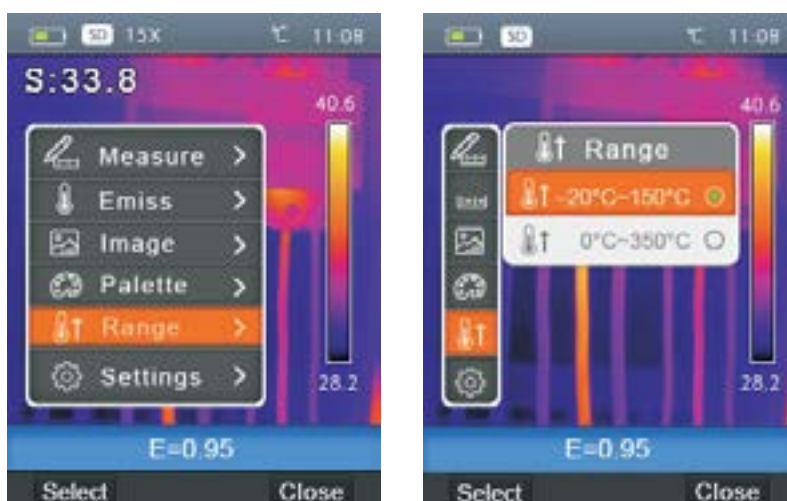 SD 15X ℃ 11:08
S:33.8
40.6
Measure >
Emiss >
Image >
Palette >
Range >
Settings >
28.2
E=0.95
Select Close
SD ℃ 11:08
40.6
Range
-20°C~150°C
0°C~350°C
28.2
E=0.95
Select Close